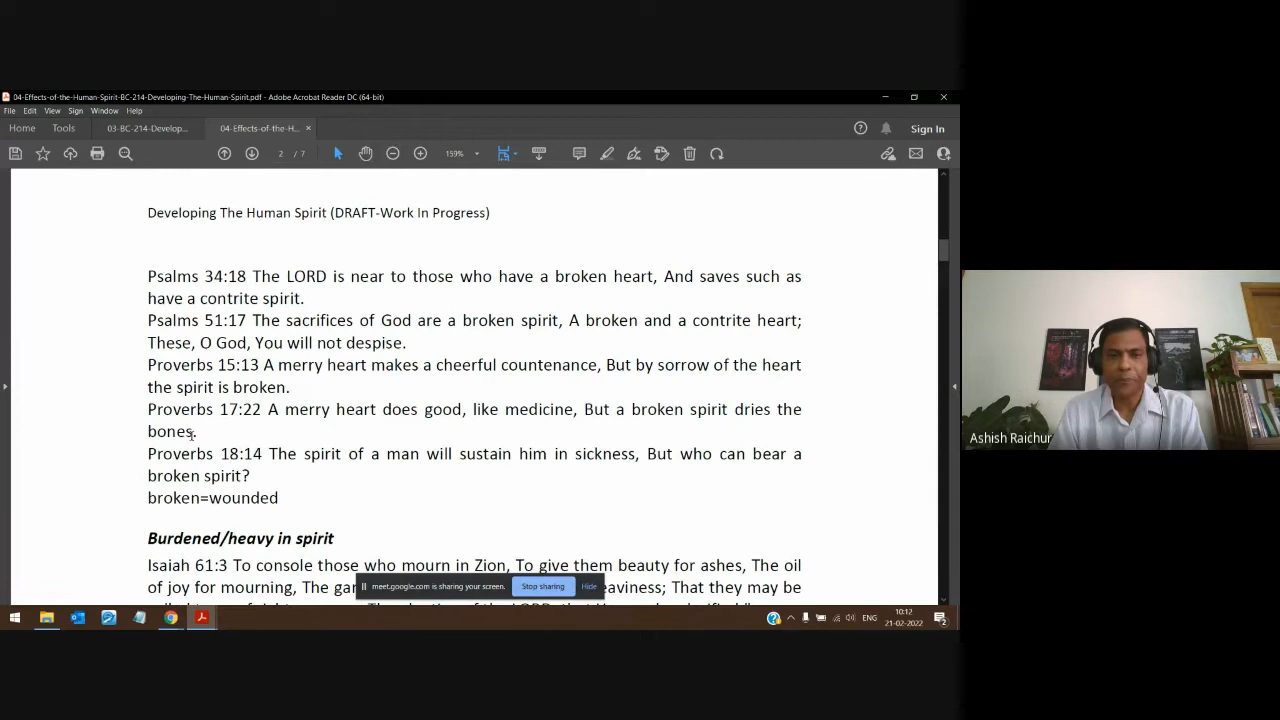 04-Effects-of-the-Human-Spirit-BC-214-Developing-The-Human-Spirit.pdf - Adobe Acrobat Reader DC (64-bit)
File Edit View Sign Window Help
Home Tools 03-BC-214-Develop... 04-Effects-of-the-H... × Sign In
2 / 7 159%
Developing The Human Spirit (DRAFT-Work In Progress)
Psalms 34:18 The LORD is near to those who have a broken heart, And saves such as
have a contrite spirit.
Psalms 51:17 The sacrifices of God are a broken spirit, A broken and a contrite heart;
These, O God, You will not despise.
Proverbs 15:13 A merry heart makes a cheerful countenance, But by sorrow of the heart
the spirit is broken.
Proverbs 17:22 A merry heart does good, like medicine, But a broken spirit dries the
bones.
Proverbs 18:14 The spirit of a man will sustain him in sickness, But who can bear a
broken spirit?
broken=wounded
Burdened/heavy in spirit
Isaiah 61:3 To console those who mourn in Zion, To give them beauty for ashes, The oil
of joy for mourning, The
eaviness; That they may be
meet.google.com is sharing your screen. Stop sharing Hide
ENG
10:12
21-02-2022
Ashish Raichur